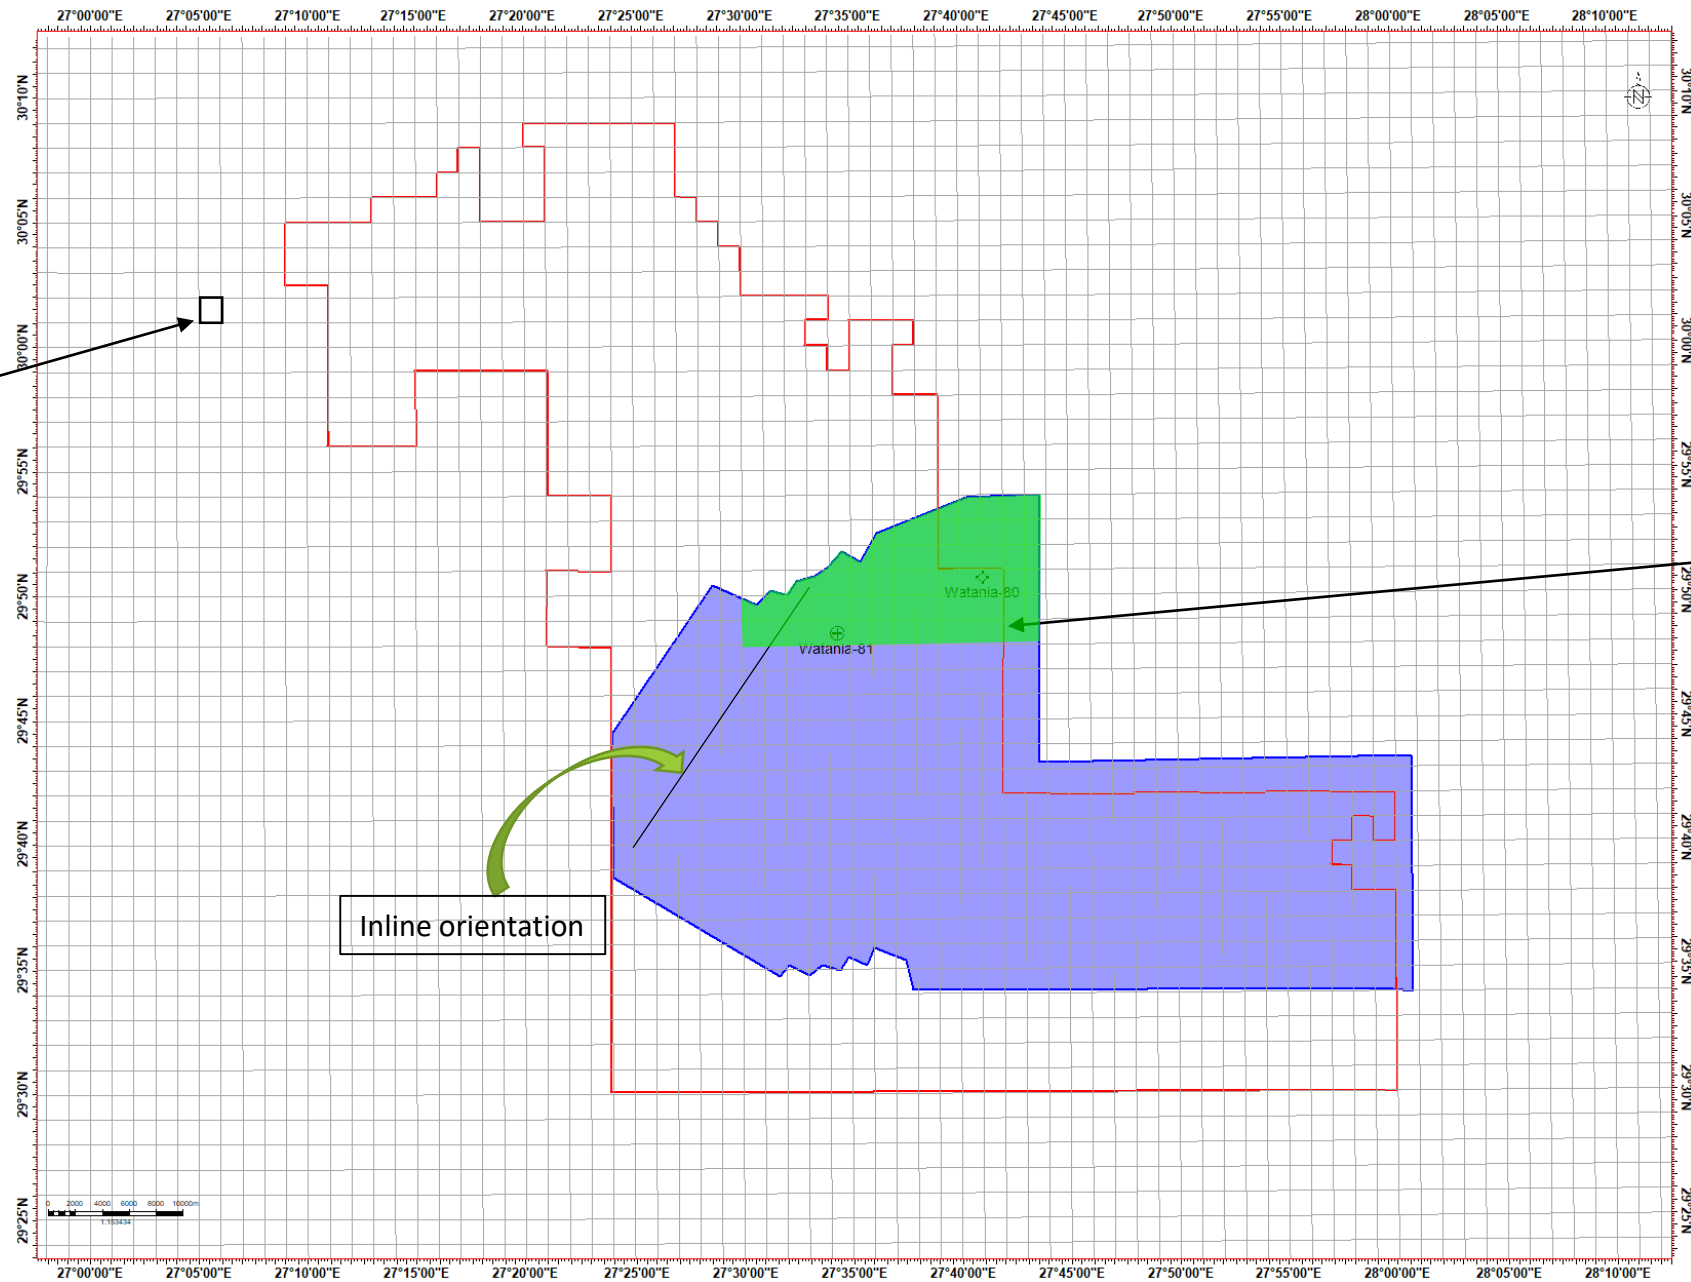 27°00'00"E 27°05'00"E 27°10'00"E 27°15'00"E 27°20'00"E 27°25'00"E 27°30'00"E 27°35'00"E 27°40'00"E 27°45'00"E 27°50'00"E 27°55'00"E 28°00'00"E 28°05'00"E 28°10'00"E
30°10'N 30°10'N
N
30°05'N 30°05'N
30°00'N 30°00'N
29°55'N 29°55'N
29°50'N 29°50'N
Watania-80
Watania-81
29°45'N 29°45'N
29°40'N 29°40'N
Inline orientation
29°35'N 29°35'N
29°30'N 29°30'N
29°25'N 29°25'N
0 2000 4000 6000 8000 10000m
1:153434
27°00'00"E 27°05'00"E 27°10'00"E 27°15'00"E 27°20'00"E 27°25'00"E 27°30'00"E 27°35'00"E 27°40'00"E 27°45'00"E 27°50'00"E 27°55'00"E 28°00'00"E 28°05'00"E 28°10'00"E